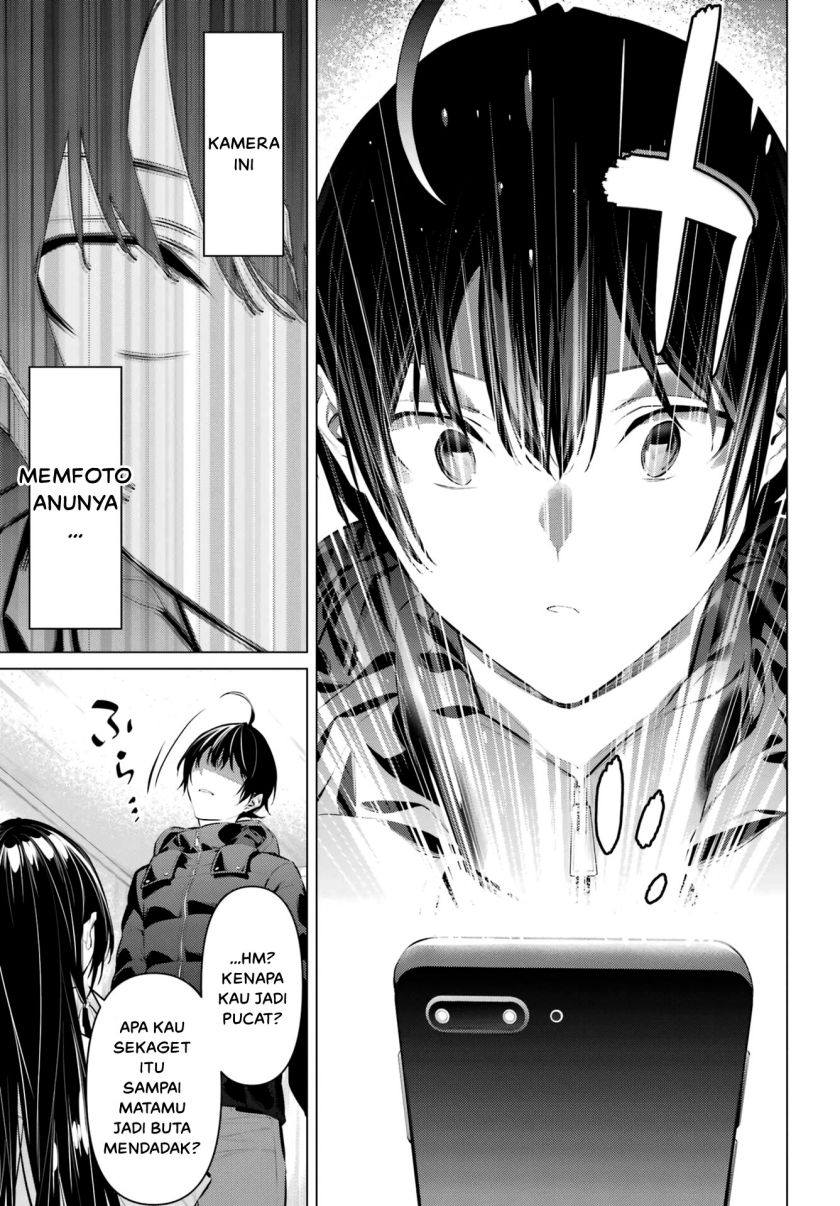 KAMERA
INI
MEMFOTO
ANUNYA
...
ふら...
...HM?
KENAPA
KAU JADI
PUCAT?
APA KAU
SEKAGET
ITU
SAMPAI
MATAMU
JADI BUTA
MENDADAK?